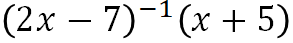 (2x − 7)⁻¹(x + 5)